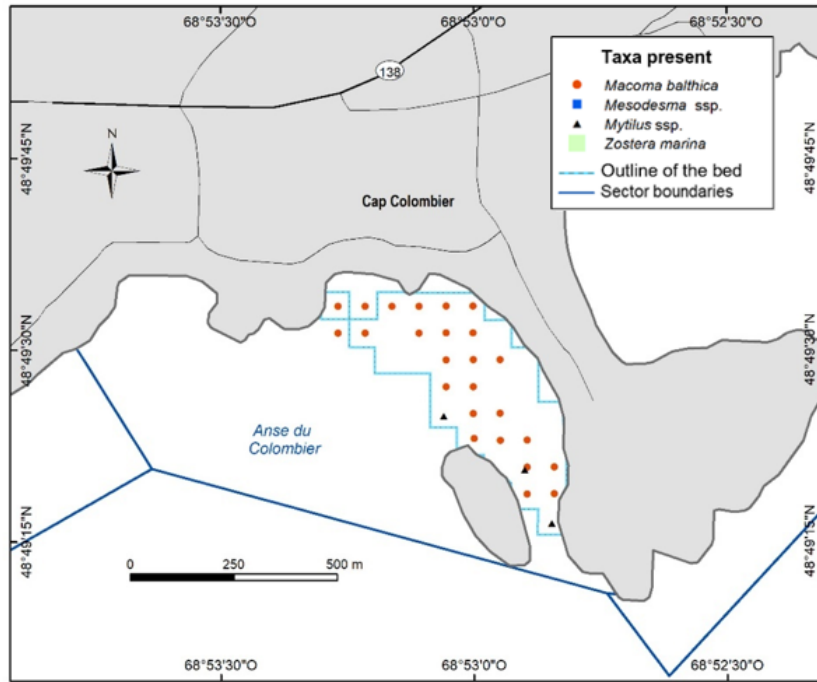 68°53'30"O 68°53'0"O 68°52'30"O
138
Taxa present
Macoma balthica
Mesodesma ssp.
Mytilus ssp.
Zostera marina
Outline of the bed
Sector boundaries
N
48°49'45"N
48°49'45"N
Cap Colombier
48°49'30"N
48°49'30"N
Anse du
Colombier
48°49'15"N
48°49'15"N
0 250 500 m
68°53'30"O 68°53'0"O 68°52'30"O